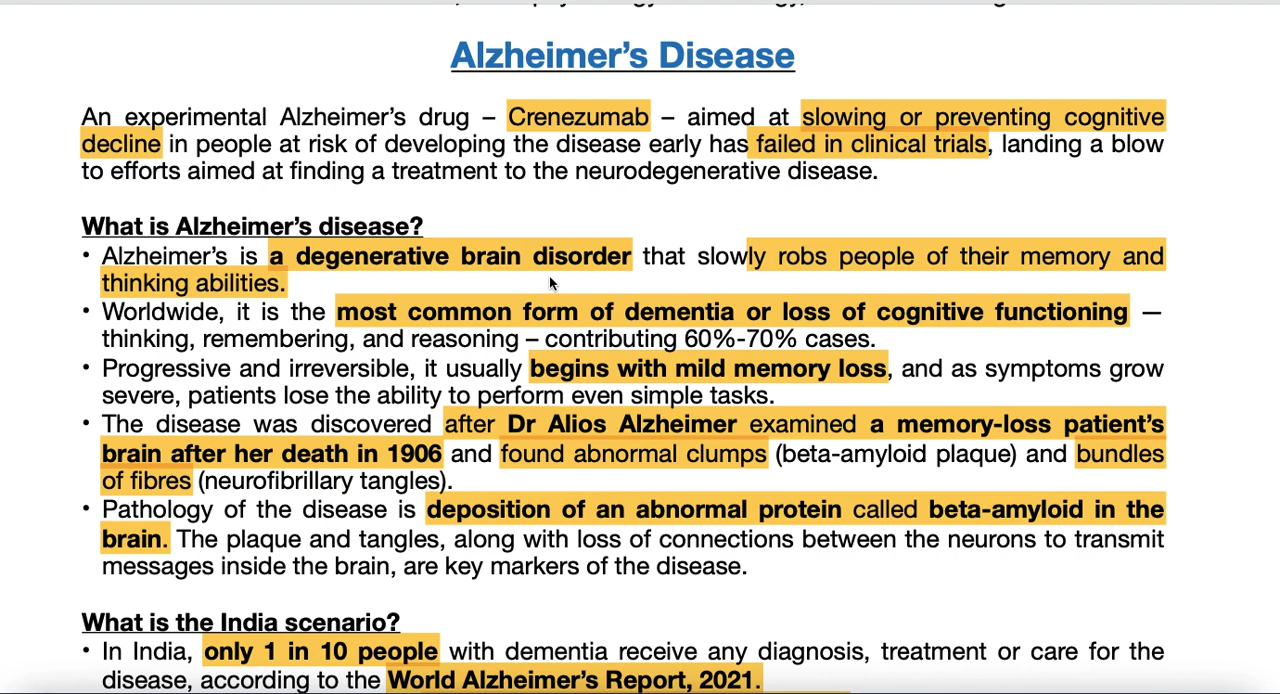 Alzheimer's Disease
An experimental Alzheimer's drug – Crenezumab – aimed at slowing or preventing cognitive
decline in people at risk of developing the disease early has failed in clinical trials, landing a blow
to efforts aimed at finding a treatment to the neurodegenerative disease.
What is Alzheimer's disease?
• Alzheimer's is a degenerative brain disorder that slowly robs people of their memory and
thinking abilities.
• Worldwide, it is the most common form of dementia or loss of cognitive functioning —
thinking, remembering, and reasoning – contributing 60%-70% cases.
• Progressive and irreversible, it usually begins with mild memory loss, and as symptoms grow
severe, patients lose the ability to perform even simple tasks.
• The disease was discovered after Dr Alios Alzheimer examined a memory-loss patient's
brain after her death in 1906 and found abnormal clumps (beta-amyloid plaque) and bundles
of fibres (neurofibrillary tangles).
• Pathology of the disease is deposition of an abnormal protein called beta-amyloid in the
brain. The plaque and tangles, along with loss of connections between the neurons to transmit
messages inside the brain, are key markers of the disease.
What is the India scenario?
• In India, only 1 in 10 people with dementia receive any diagnosis, treatment or care for the
disease, according to the World Alzheimer's Report, 2021.